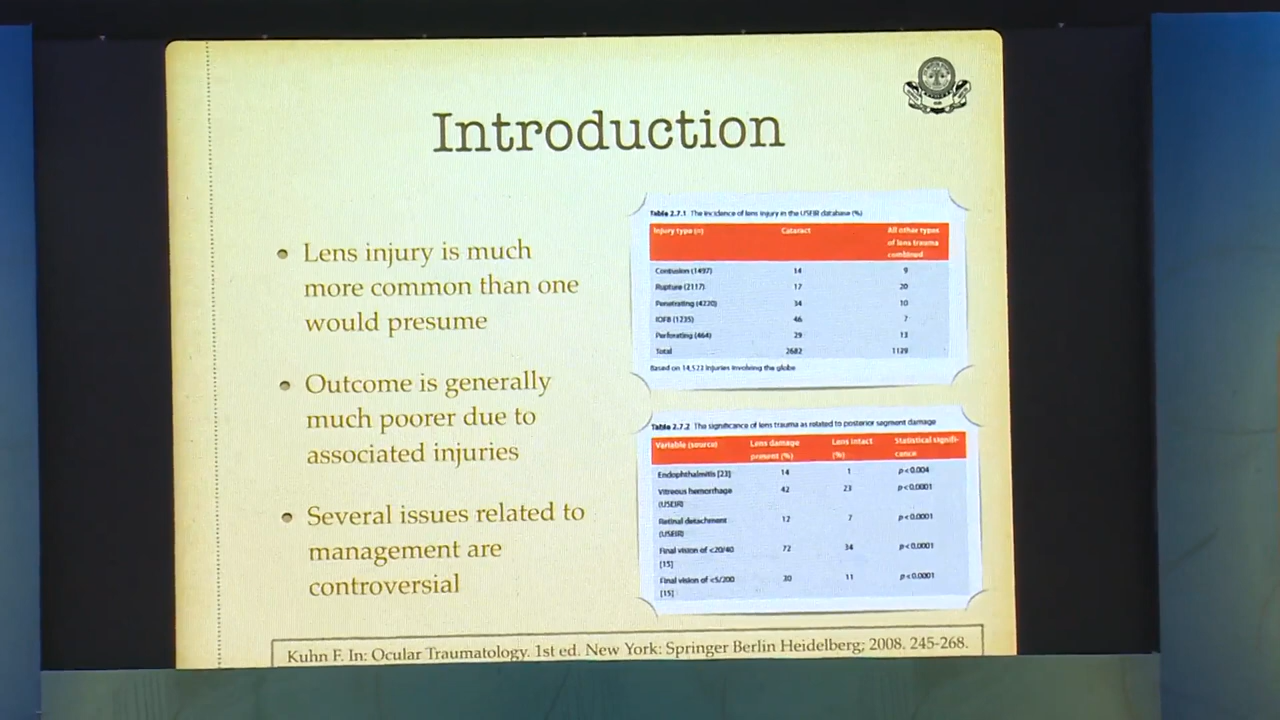 Introduction
Lens injury is much
more common than one
would presume
Outcome is generally
much poorer due to
associated injuries
Several issues related to
management are
controversial
Table 2.7.1 The incidence of lens injury in the USEIR database (%)
Injury type (n) Cataract All other types
of lens trauma
combined
Contusion (1497) 14 9
Rupture (2117) 17 20
Penetrating (4220) 34 10
IOFB (1235) 46 7
Perforating (464) 29 13
Total 2682 1129
Based on 14,523 injuries involving the globe
Table 2.7.2 The significance of lens trauma as related to posterior segment damage
Variable (source) Lens damage Lens intact Statistical signifi-
present (%) (%) cance
Endophthalmitis [23] 14 1 p<0.004
Vitreous hemorrhage 42 23 p<0.0001
(USEIR)
Retinal detachment 12 7 p<0.0001
(USEIR)
Final vision of <20/40 72 34 p<0.0001
[15]
Final vision of <5/200 30 11 p<0.0001
[15]
Kuhn F. In: Ocular Traumatology. 1st ed. New York: Springer Berlin Heidelberg; 2008. 245-268.